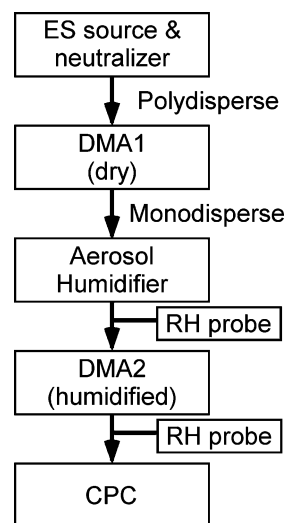 ES source &
neutralizer
Polydisperse
DMA1
(dry)
Monodisperse
Aerosol
Humidifier
RH probe
DMA2
(humidified)
RH probe
CPC